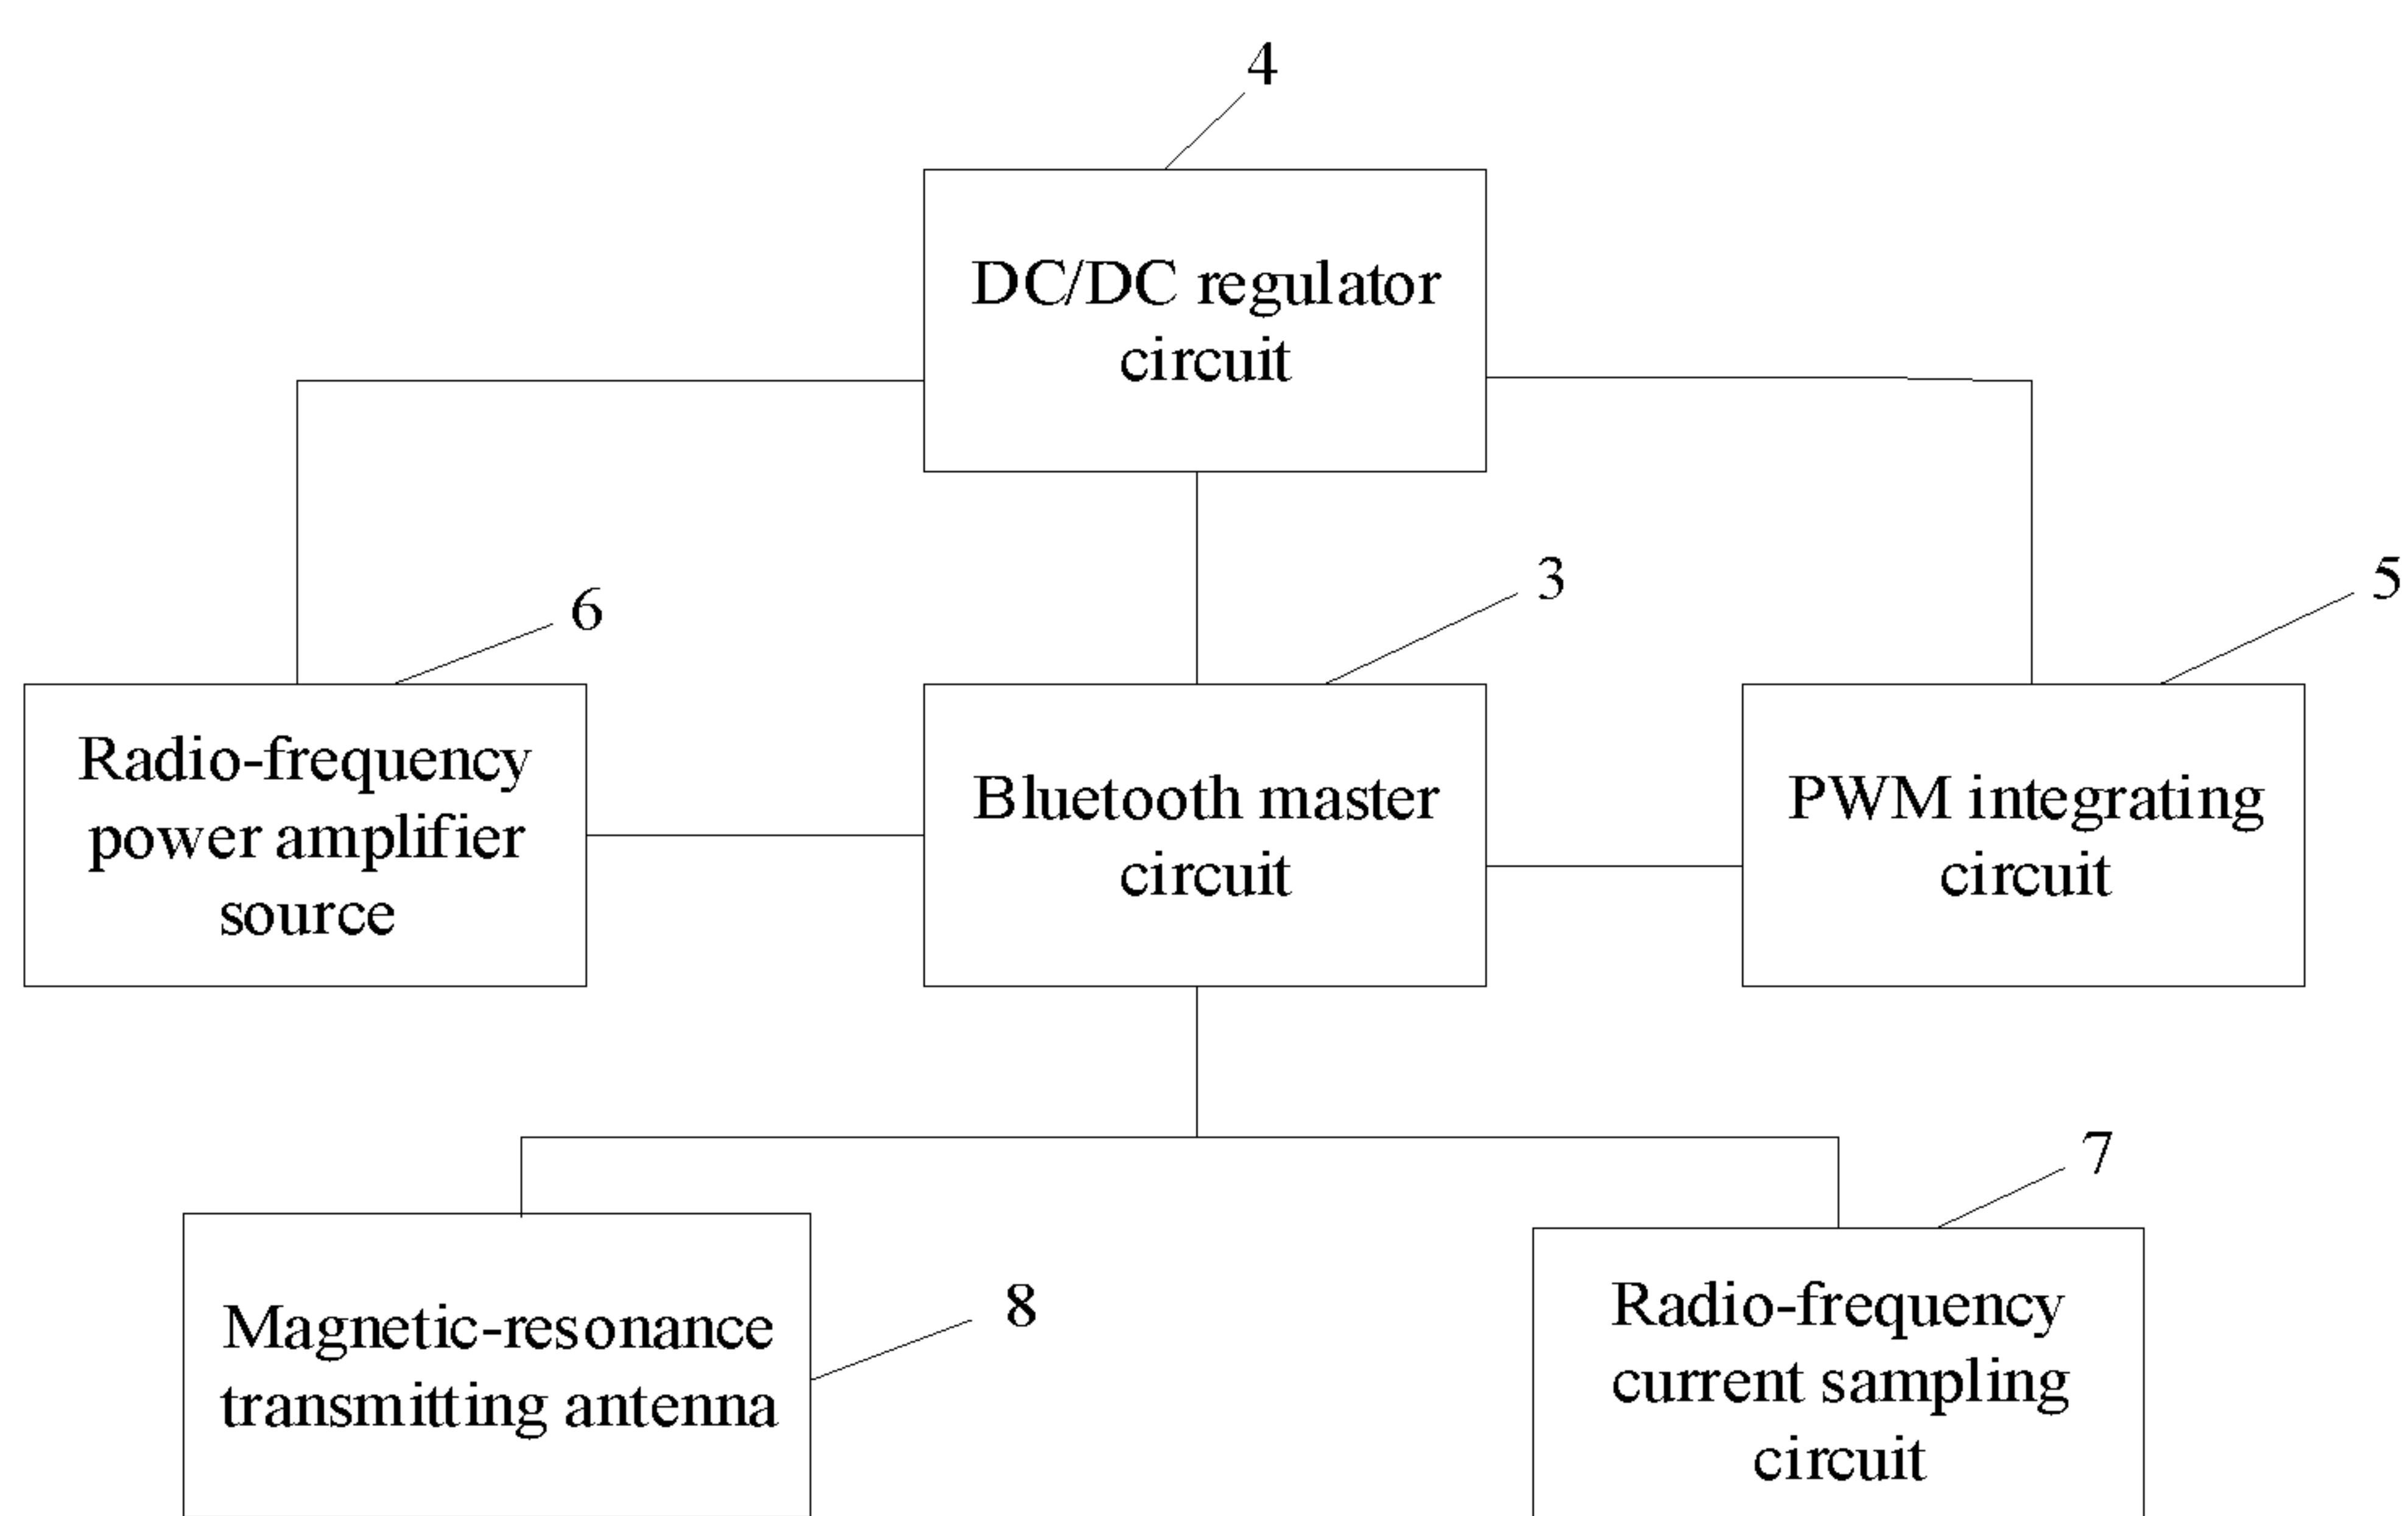 4
DC/DC regulator
circuit
6
3
5
Radio-frequency
power amplifier
source
Bluetooth master
circuit
PWM integrating
circuit
7
8
Magnetic-resonance
transmitting antenna
Radio-frequency
current sampling
circuit